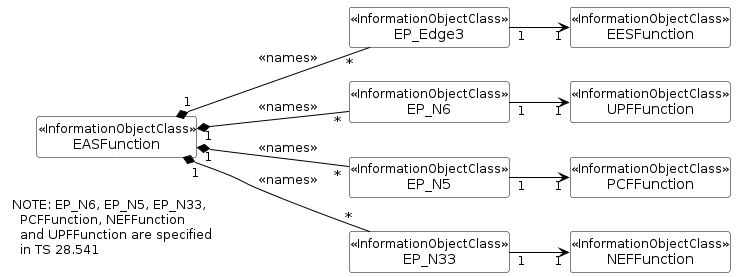 «InformationObjectClass»
EP_Edge3
1
1
«InformationObjectClass»
EESFunction
«names»
*
1
«InformationObjectClass»
EP_N6
1
1
«InformationObjectClass»
UPFFunction
«names»
*
1
«InformationObjectClass»
EASFunction
1
«names»
*
«InformationObjectClass»
EP_N5
1
1
«InformationObjectClass»
PCFFunction
1
«names»
*
«InformationObjectClass»
EP_N33
1
1
«InformationObjectClass»
NEFFunction
NOTE: EP_N6, EP_N5, EP_N33,
PCFFunction, NEFFunction
and UPFFunction are specified
in TS 28.541